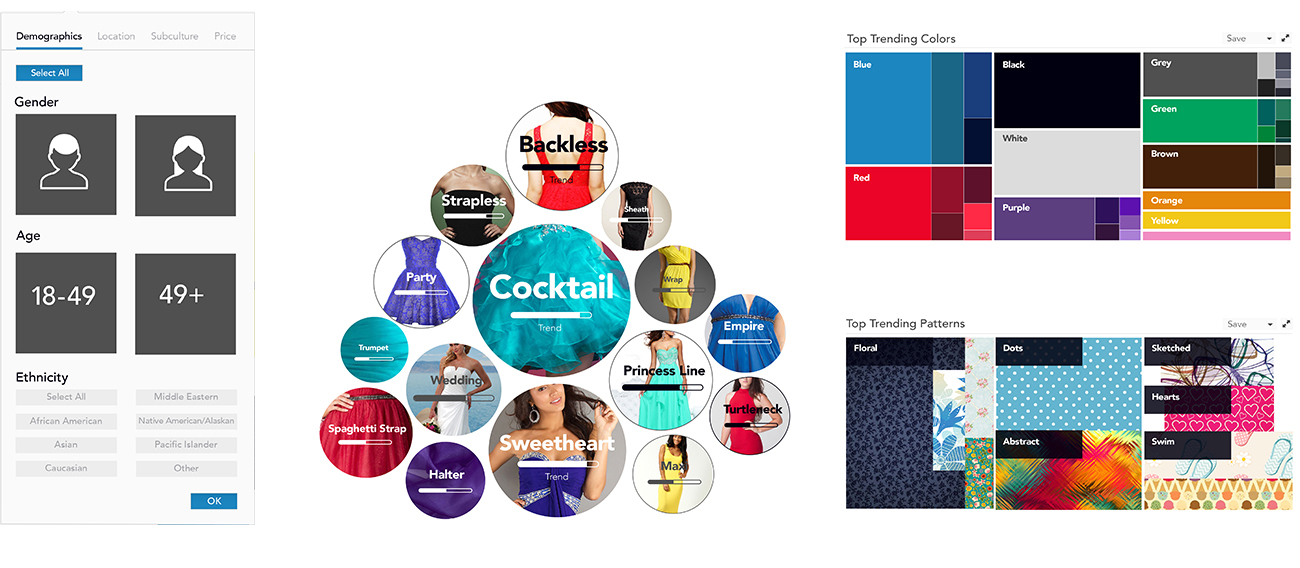 Demographics Location Subculture Price
Select All
Gender
Age
18-49 49+
Ethnicity
Select All Middle Eastern
African American Native American/Alaskan
Asian Pacific Islander
Caucasian Other
OK
Backless
Trend
Strapless
Sheath
Party
Cocktail
Trend
Wrap
Empire
Trumpet
Wedding
Princess Line
Spaghetti Strap
Sweetheart
Trend
Turtleneck
Halter
Max
Top Trending Colors Save
Blue
Black
Grey
Green
White
Brown
Red
Purple
Orange
Yellow
Top Trending Patterns Save
Floral
Dots
Sketched
Hearts
Abstract
Swim